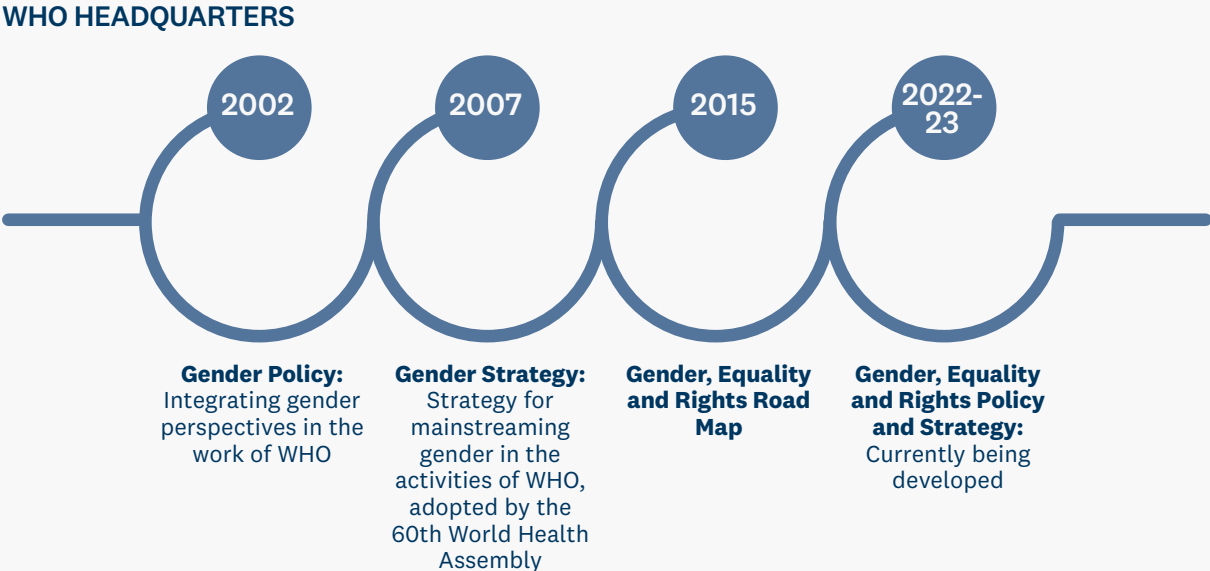 WHO HEADQUARTERS
2002
2007
2015
2022-
23
Gender Policy:
Integrating gender
perspectives in the
work of WHO
Gender Strategy:
Strategy for
mainstreaming
gender in the
activities of WHO,
adopted by the
60th World Health
Assembly
Gender, Equality
and Rights Road
Map
Gender, Equality
and Rights Policy
and Strategy:
Currently being
developed